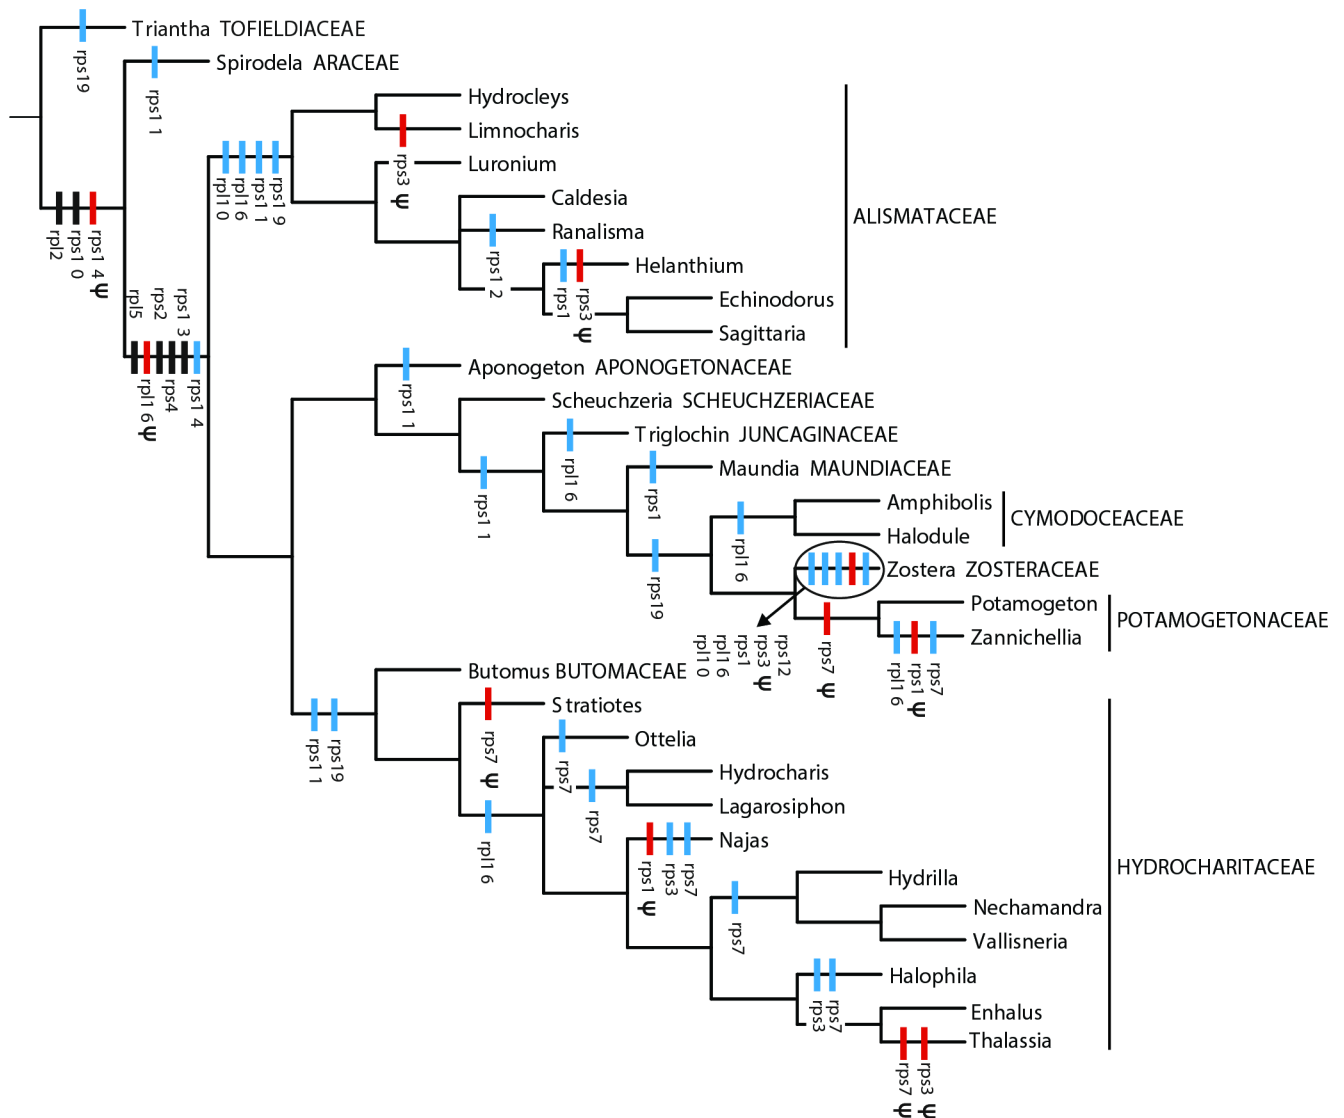 Triantha TOFIELDIACEAE
rps19
Spirodela ARACEAE
rps11
Hydrocleys
Limnocharis
rps3 Ψ
Luronium
rpl10
rpl16
rps11
rps19
Caldesia
ALISMATACEAE
Ranalisma
rps12
rpl2
rps10
rps14 Ψ
Helanthium
rps1
rps3 Ψ
Echinodorus
Sagittaria
rpl5
rps2
rps13
rpl16 Ψ
rps4
rps14
Aponogeton APONOGETONACEAE
rps11
Scheuchzeria SCHEUCHZERIACEAE
Triglochin JUNCAGINACEAE
rpl16
Maundia MAUNDIACEAE
rps11
rps1
Amphibolis
CYMODOCEACEAE
Halodule
rpl16
rps19
Zostera ZOSTERACEAE
Potamogeton
POTAMOGETONACEAE
Zannichellia
rpl10
rpl16
rps1
rps3 Ψ
rps12
rps7 Ψ
rpl16
rps1 Ψ
rps7
Butomus BUTOMACEAE
Stratiotes
rps7 Ψ
rps11
rps19
Ottelia
rps7
Hydrocharis
rps7
Lagarosiphon
rpl16
Najas
rps1 Ψ
rps3
rps7
HYDROCHARITACEAE
Hydrilla
rps7
Nechamandra
Vallisneria
Halophila
rps3
rps7
Enhalus
Thalassia
rps7 Ψ
rps3 Ψ